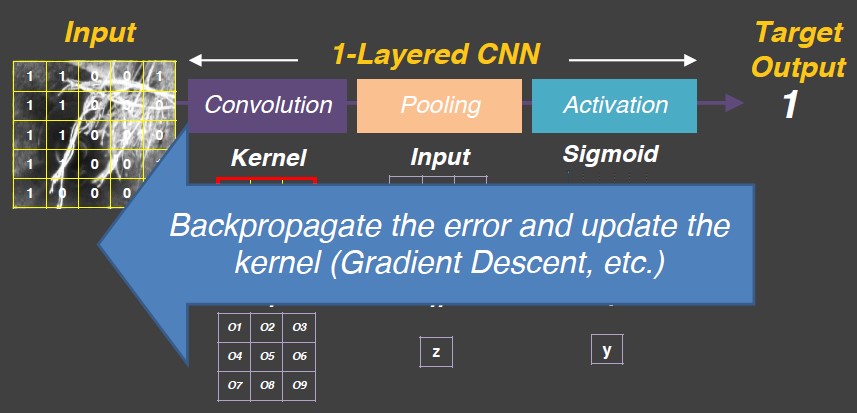 Input
1-Layered CNN
Target
Output
1
Convolution
Pooling
Activation
Kernel
Input
Sigmoid
1 1 0 0 1
1 1 0 0 0
1 1 0 0 0
1 1 0 0
1 0 0 0
Backpropagate the error and update the
kernel (Gradient Descent, etc.)
O1 O2 O3
O4 O5 O6
O7 O8 O9
z
y